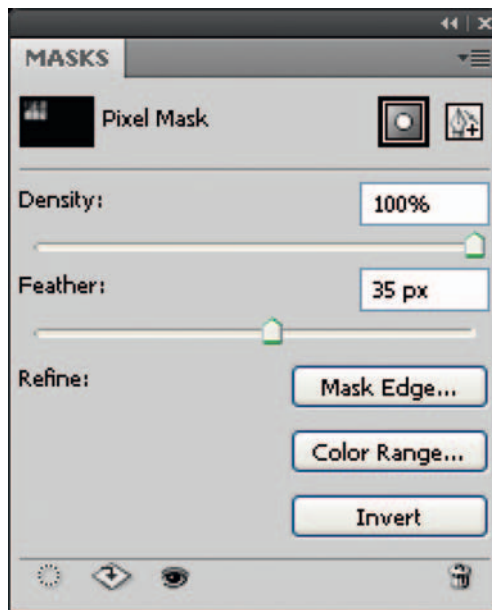 MASKS
Pixel Mask
Density: 100%
Feather: 35 px
Refine: Mask Edge...
Color Range...
Invert